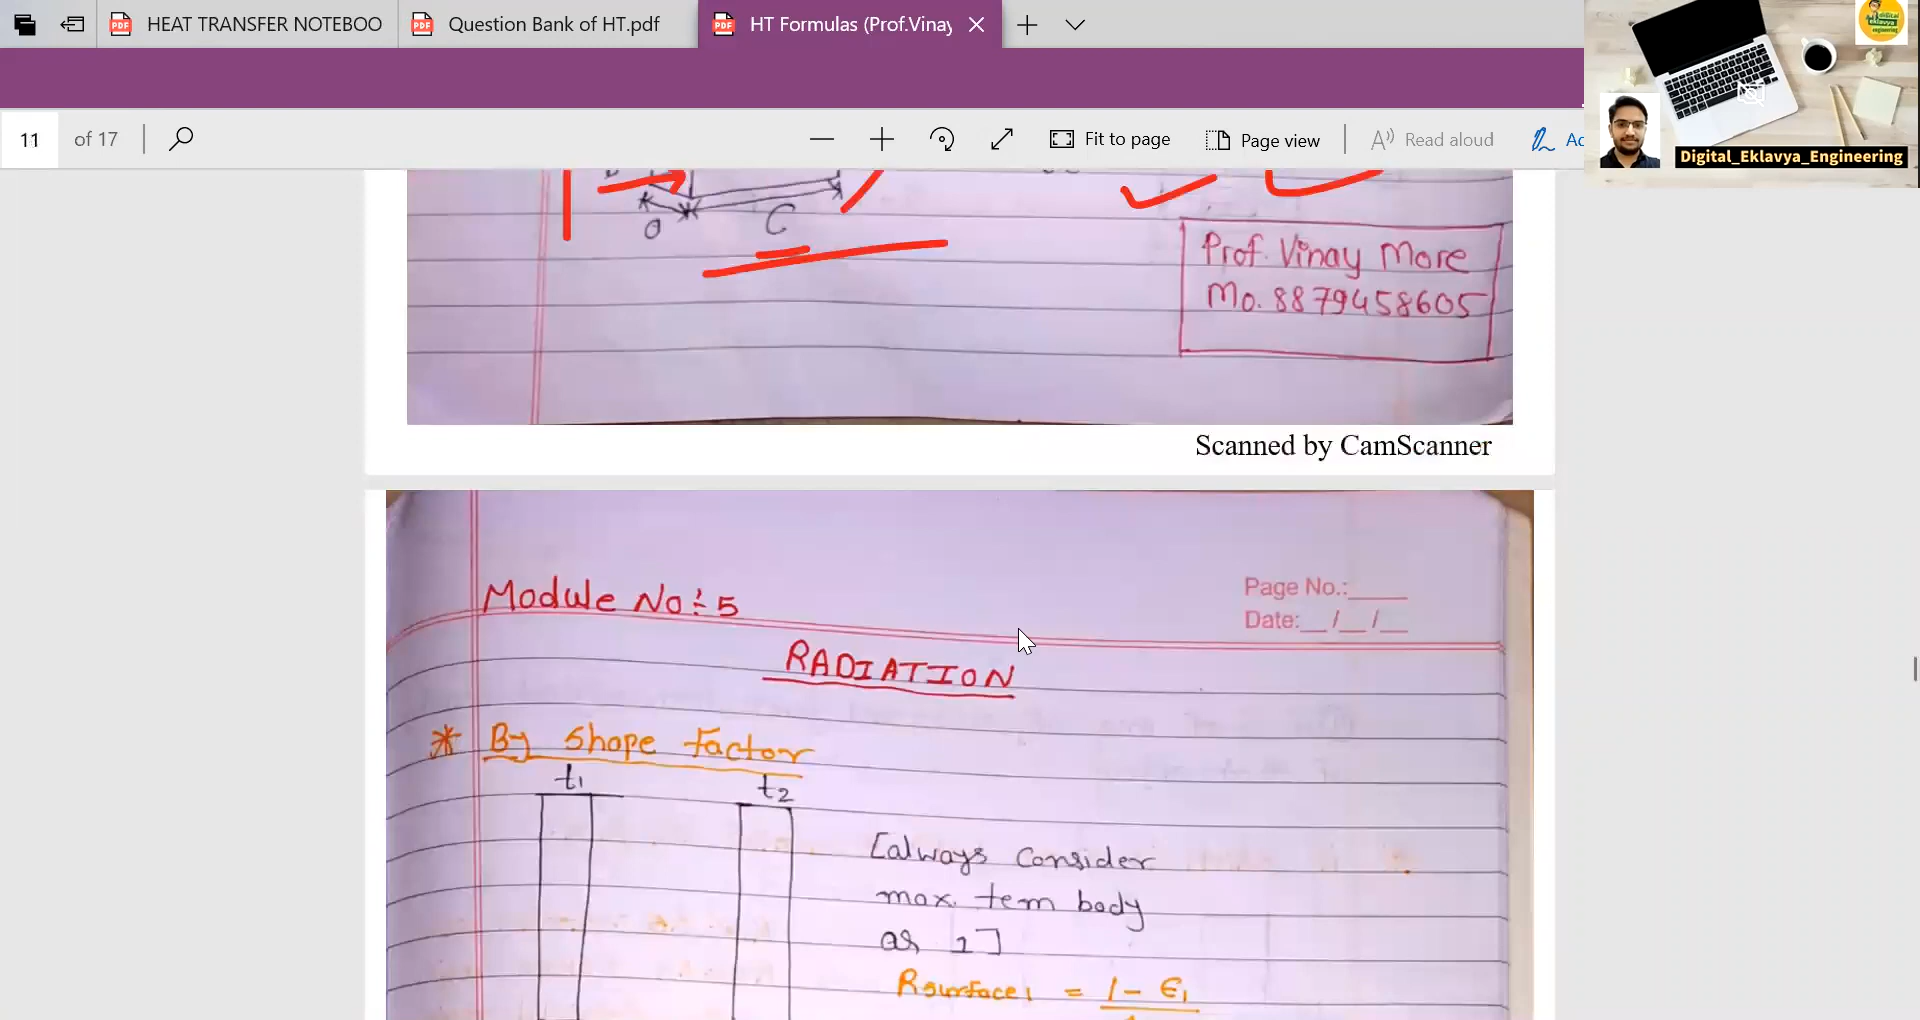 HEAT TRANSFER NOTEBOO
Question Bank of HT.pdf
HT Formulas (Prof.Vinay
11 of 17
Fit to page
Page view
Read aloud
Digital_Eklavya_Engineering
O
C
Prof. Vinay More
Mo. 8879458605
Scanned by CamScanner
Module No:- 5
Page No.:
Date: / /
RADIATION
* By Shape factor
t1
t2
[always Consider
max. tem body
as 1]
Rsurface1 = 1 - ε1